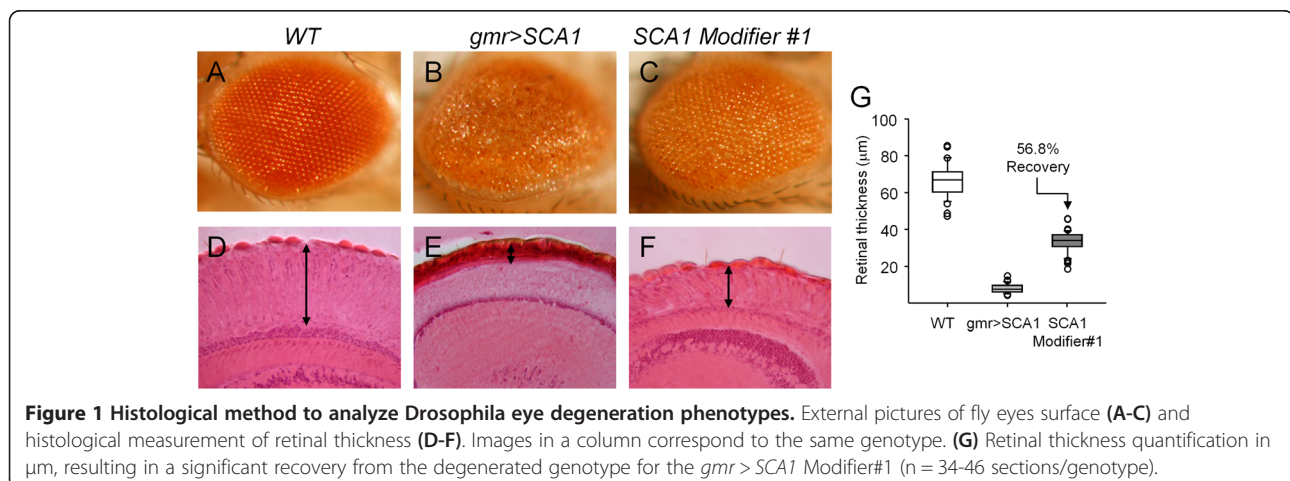 WT
gmr>SCA1
SCA1 Modifier #1
A
B
C
D
E
F
G
Retinal thickness (μm)
100
80
60
40
20
56.8%
Recovery
WT
gmr>SCA1
SCA1
Modifier#1
Figure 1 Histological method to analyze Drosophila eye degeneration phenotypes. External pictures of fly eyes surface (A-C) and
histological measurement of retinal thickness (D-F). Images in a column correspond to the same genotype. (G) Retinal thickness quantification in
μm, resulting in a significant recovery from the degenerated genotype for the gmr > SCA1 Modifier#1 (n = 34-46 sections/genotype).